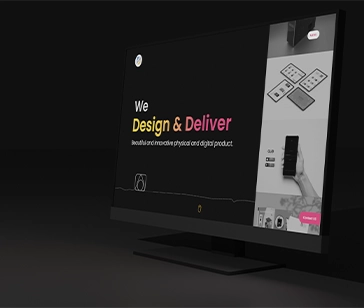 We
Design & Deliver
Beautiful and innovative physical and digital product.